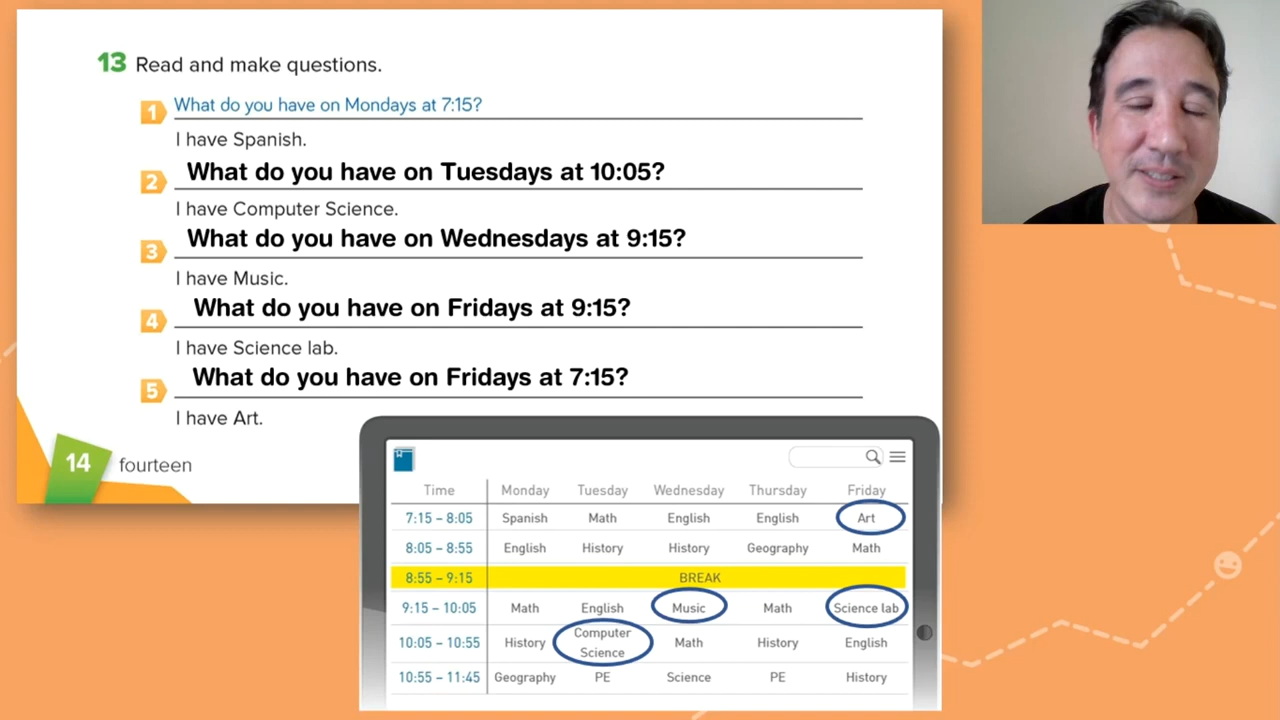 13 Read and make questions.
1 What do you have on Mondays at 7:15?
I have Spanish.
2 What do you have on Tuesdays at 10:05?
I have Computer Science.
3 What do you have on Wednesdays at 9:15?
I have Music.
4 What do you have on Fridays at 9:15?
I have Science lab.
5 What do you have on Fridays at 7:15?
I have Art.
14 fourteen
Time Monday Tuesday Wednesday Thursday Friday
7:15 – 8:05 Spanish Math English English Art
8:05 – 8:55 English History History Geography Math
8:55 – 9:15 BREAK
9:15 – 10:05 Math English Music Math Science lab
10:05 – 10:55 History Computer Science Math History English
10:55 – 11:45 Geography PE Science PE History